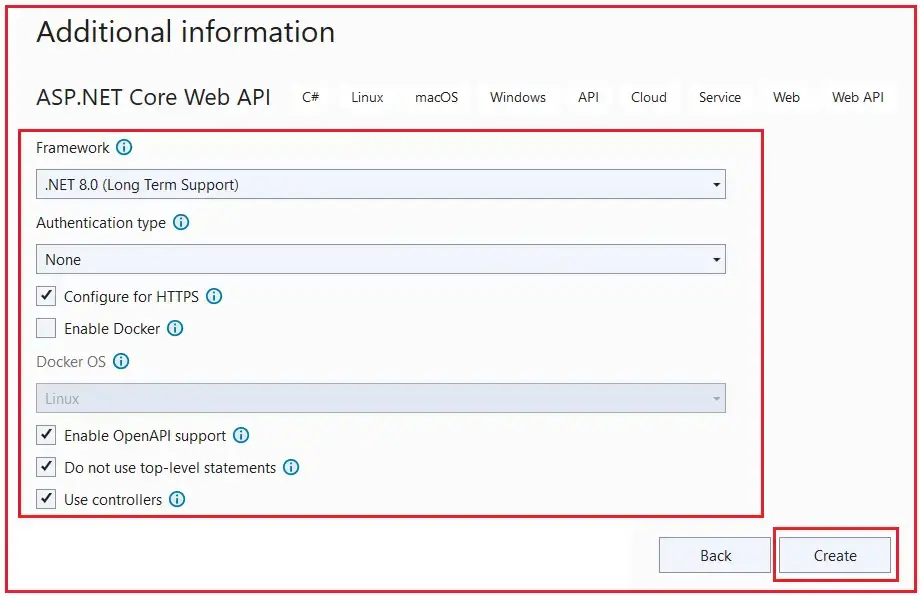 Additional information
ASP.NET Core Web API C# Linux macOS Windows API Cloud Service Web Web API
Framework
.NET 8.0 (Long Term Support)
Authentication type
None
Configure for HTTPS
Enable Docker
Docker OS
Linux
Enable OpenAPI support
Do not use top-level statements
Use controllers
Back Create